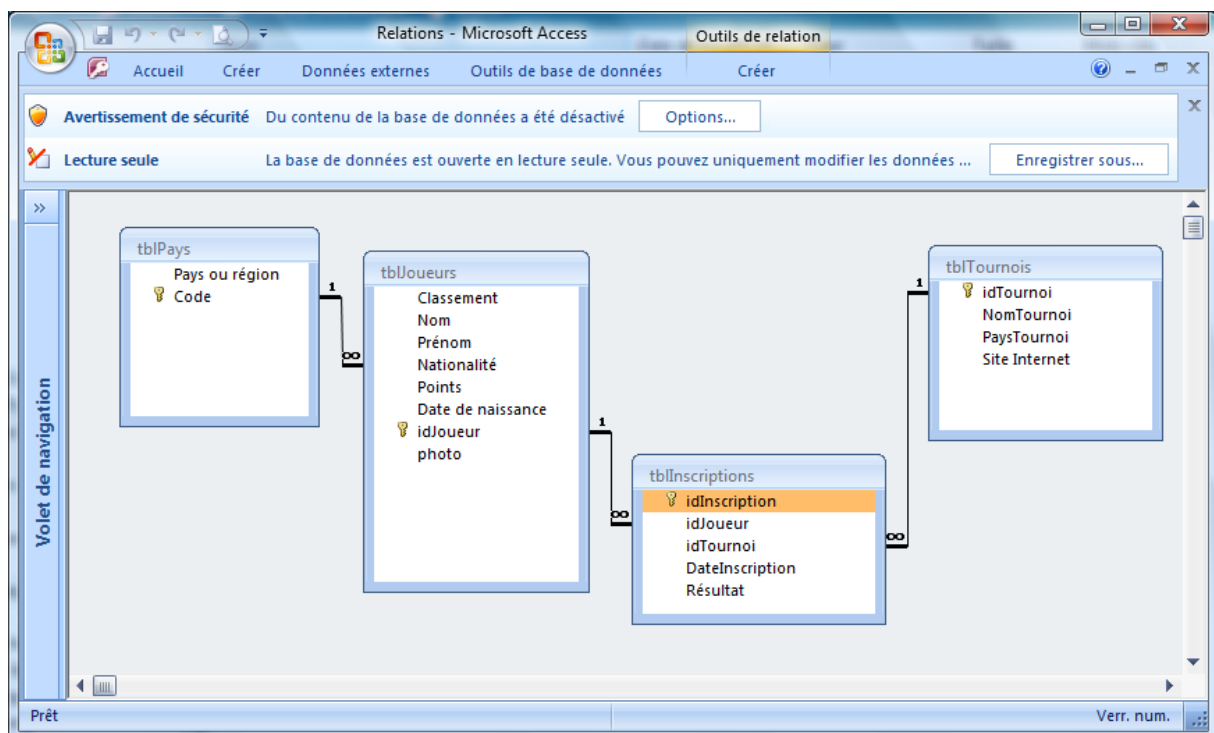 Relations - Microsoft Access
Outils de relation
Accueil Créer Données externes Outils de base de données Créer
Avertissement de sécurité Du contenu de la base de données a été désactivé Options...
Lecture seule La base de données est ouverte en lecture seule. Vous pouvez uniquement modifier les données ... Enregistrer sous...
Volet de navigation
tblPays
Pays ou région
Code
1
∞
tblJoueurs
Classement
Nom
Prénom
Nationalité
Points
Date de naissance
idJoueur
photo
1
∞
tblInscriptions
idInscription
idJoueur
idTournoi
DateInscription
Résultat
∞
1
tblTournois
idTournoi
NomTournoi
PaysTournoi
Site Internet
Prêt
Verr. num.